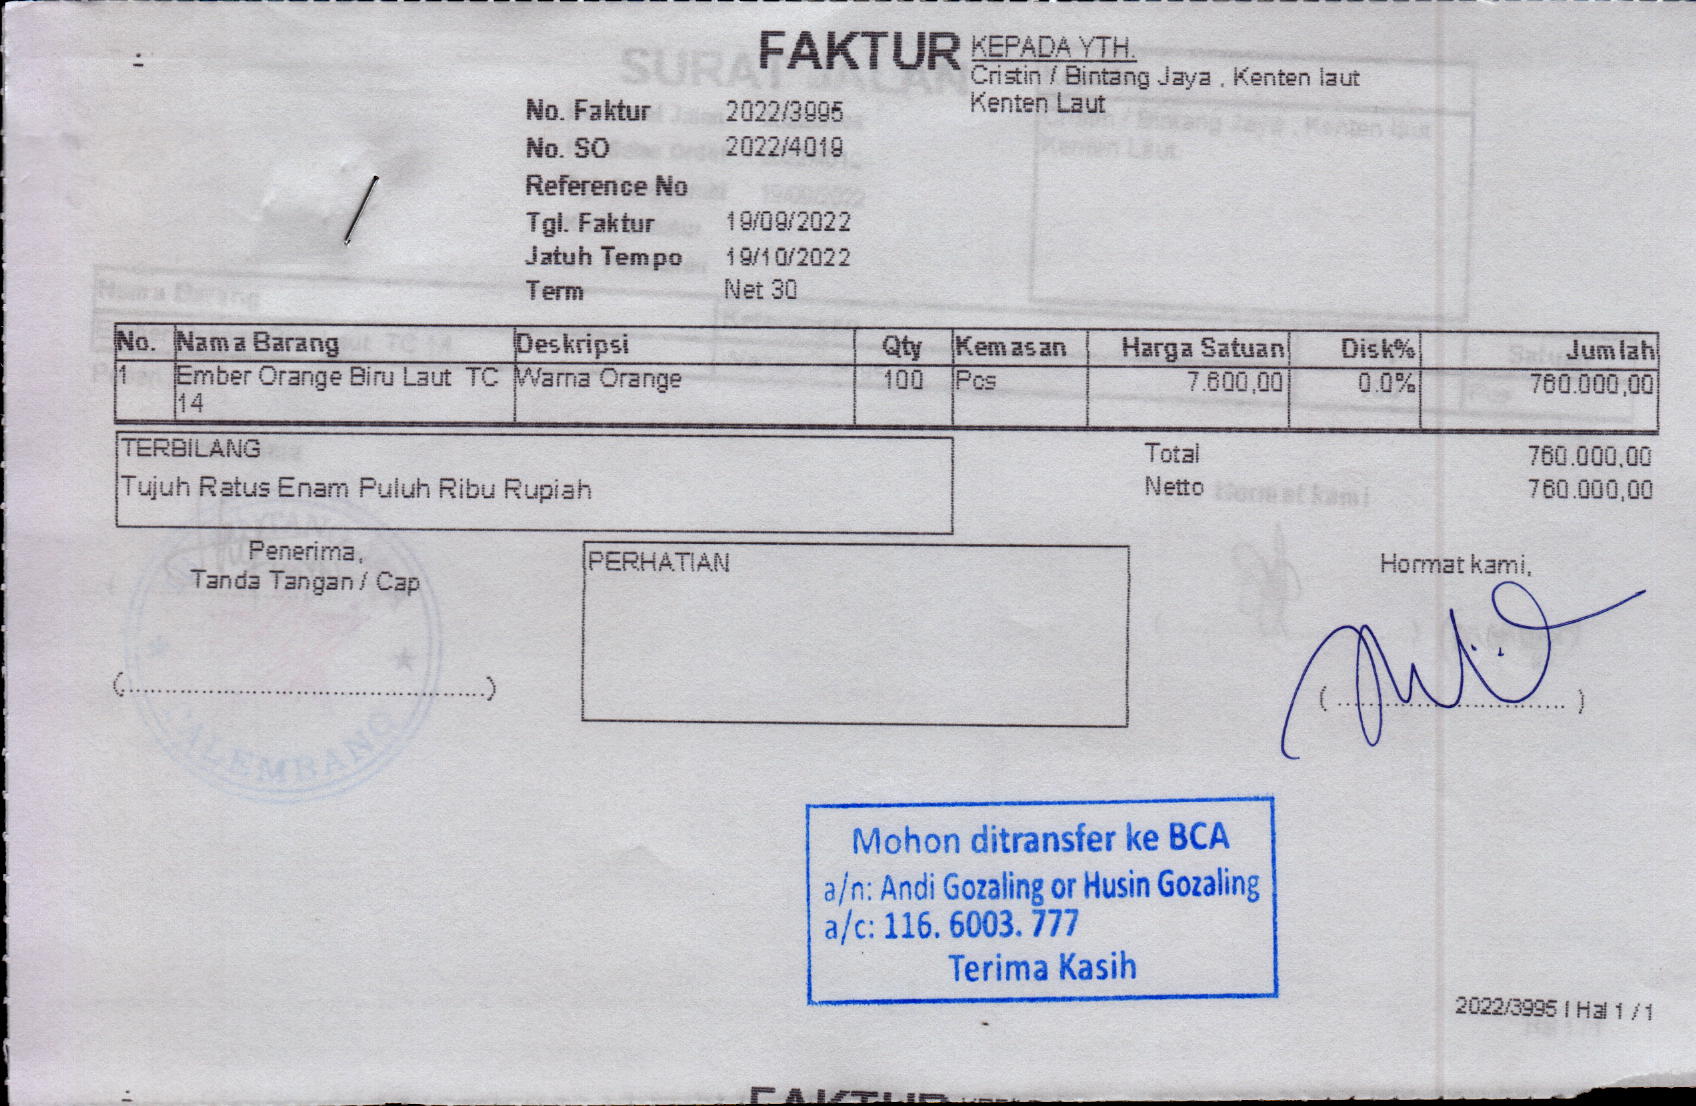 FAKTUR
KEPADA YTH.
Cristin / Bintang Jaya , Kenten laut
Kenten Laut
No. Faktur 2022/3995
No. SO 2022/4019
Reference No
Tgl. Faktur 19/09/2022
Jatuh Tempo 19/10/2022
Term Net 30
No. Nama Barang Deskripsi Qty Kemasan Harga Satuan Disk% Jumlah
1 Ember Orange Biru Laut TC Warna Orange 100 Pcs 7.600,00 0.0% 760.000,00
14
TERBILANG
Tujuh Ratus Enam Puluh Ribu Rupiah
Total 760.000,00
Netto 760.000,00
Penerima,
Tanda Tangan / Cap
(..........................................................)
PERHATIAN
Hormat kami,
(.....................................)
PALEMBANG
Mohon ditransfer ke BCA
a/n: Andi Gozaling or Husin Gozaling
a/c: 116. 6003. 777
Terima Kasih
2022/3995 | Hal 1 / 1
FAKTUR